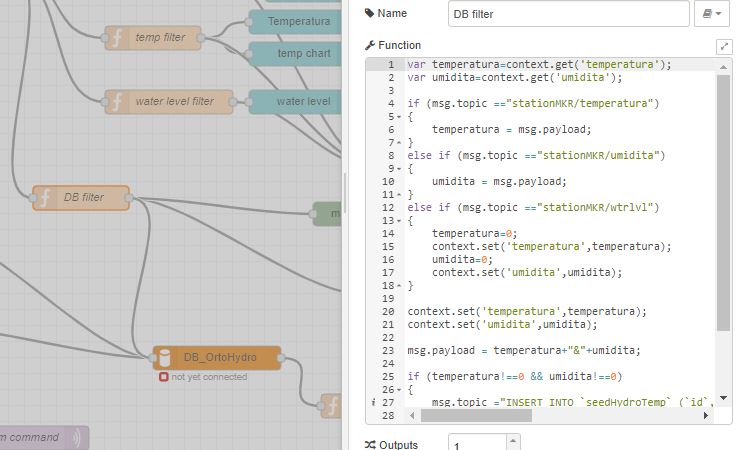 temp filter
Temperatura
temp chart
water level filter
water level
DB filter
m
DB_OrtoHydro
not yet connected
m command
Name
DB filter
Function
1 var temperatura=context.get('temperatura');
2 var umidita=context.get('umidita');
3
4 if (msg.topic =="stationMKR/temperatura")
5 {
6 temperatura = msg.payload;
7 }
8 else if (msg.topic =="stationMKR/umidita")
9 {
10 umidita = msg.payload;
11 }
12 else if (msg.topic =="stationMKR/wtrlvl")
13 {
14 temperatura=0;
15 context.set('temperatura',temperatura);
16 umidita=0;
17 context.set('umidita',umidita);
18 }
19
20 context.set('temperatura',temperatura);
21 context.set('umidita',umidita);
22
23 msg.payload = temperatura+"&"+umidita;
24
25 if (temperatura!==0 && umidita!==0)
26 {
i 27 msg.topic ="INSERT INTO `seedHydroTemp` (`id`,
28
Outputs
1